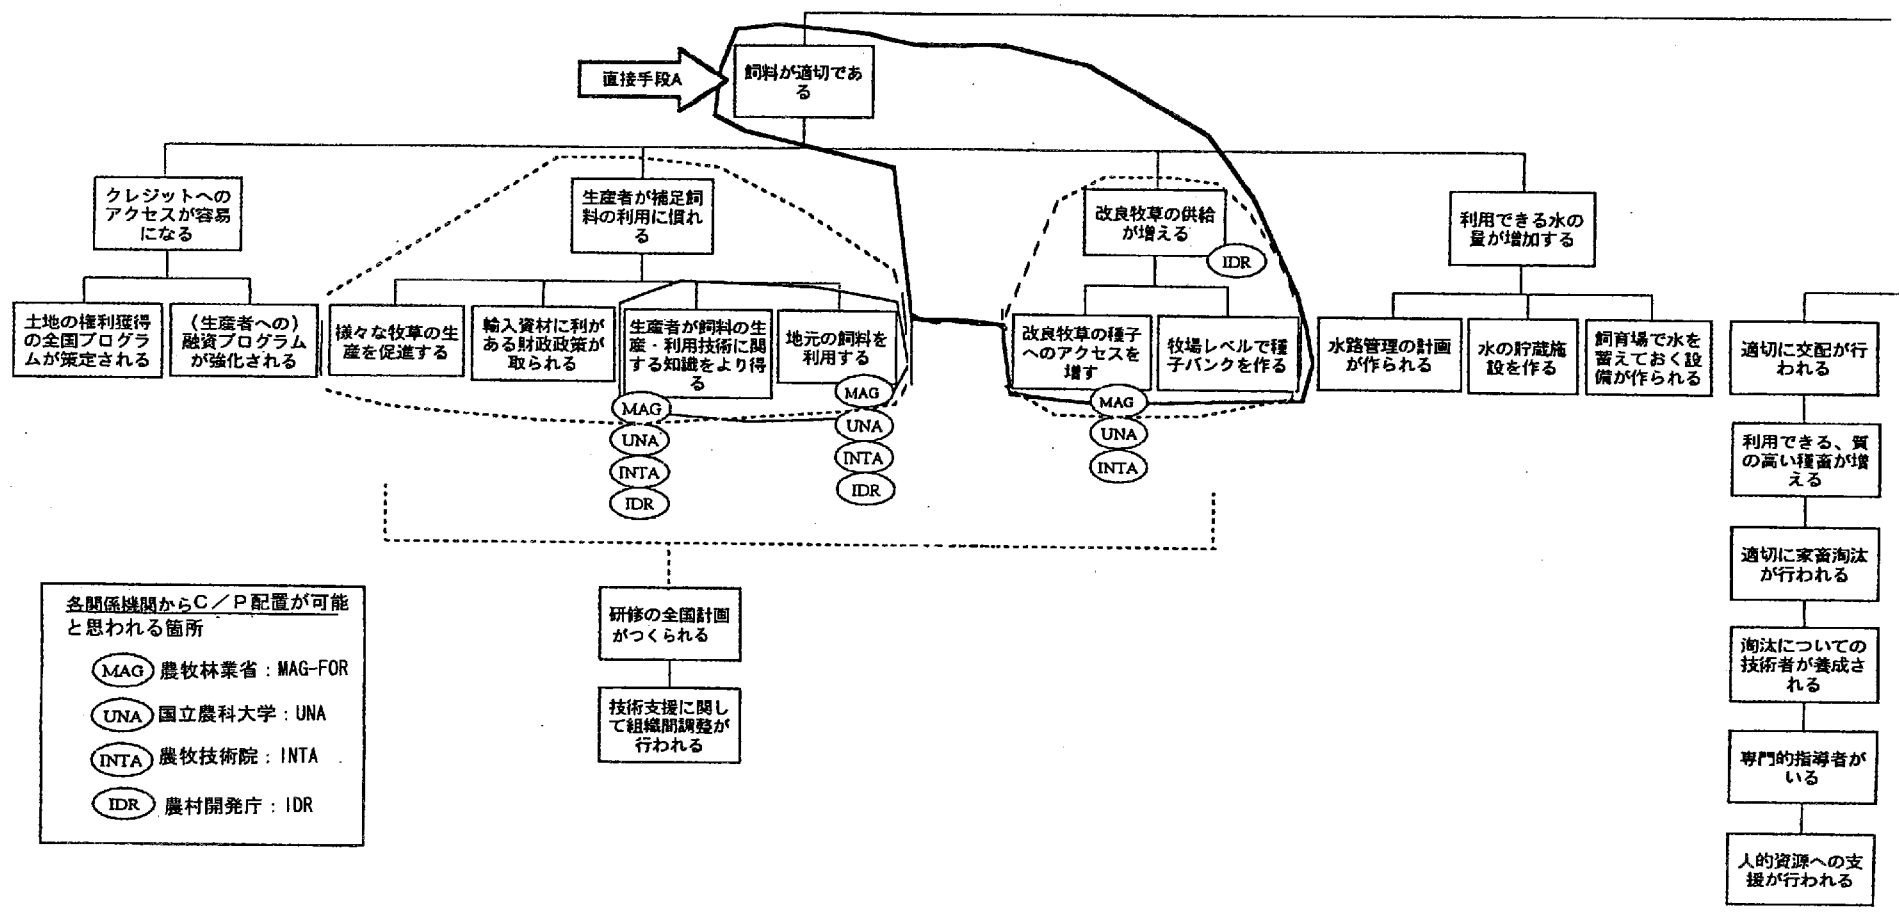 直接手段A
飼料が適切であ
る
クレジットへの
アクセスが容易
になる
生産者が補足飼
料の利用に慣れ
る
改良牧草の供給
が増える
IDR
利用できる水の
量が増加する
土地の権利獲得
の全国プログラ
ムが策定される
(生産者への)
融資プログラム
が強化される
様々な牧草の生
産を促進する
輸入資材に利が
ある財政政策が
取られる
生産者が飼料の生
産・利用技術に関
する知識をより得
る
地元の飼料を
利用する
改良牧草の種子
へのアクセスを
増す
牧場レベルで種
子バンクを作る
水路管理の計画
が作られる
水の貯蔵施
設を作る
飼育場で水を
蓄えておく設
備が作られる
適切に交配が行
われる
MAG
UNA
INTA
IDR
MAG
UNA
INTA
IDR
MAG
UNA
INTA
利用できる、質
の高い種畜が増
える
適切に家畜淘汰
が行われる
淘汰についての
技術者が養成さ
れる
専門的指導者が
いる
人的資源への支
援が行われる
研修の全国計画
がつくられる
技術支援に関し
て組織間調整が
行われる
各関係機関からC/P配置が可能
と思われる箇所
MAG 農牧林業省:MAG-FOR
UNA 国立農科大学:UNA
INTA 農牧技術院:INTA
IDR 農村開発庁:IDR